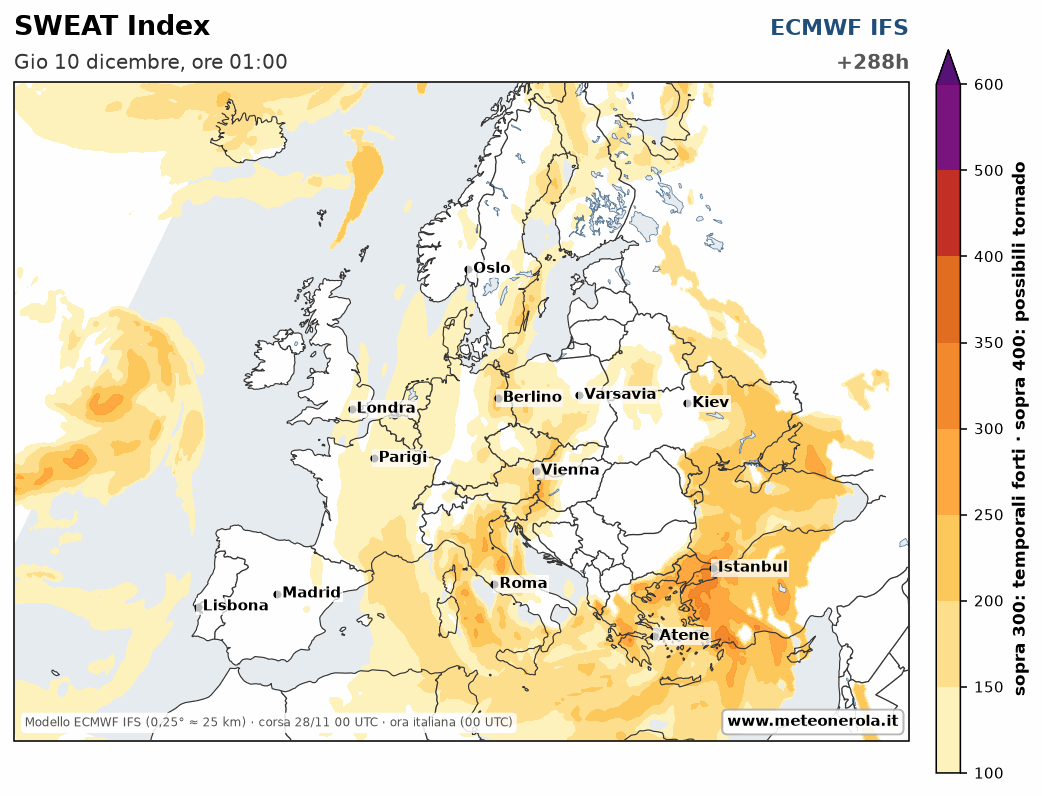 SWEAT Index
ECMWF IFS
Gio 10 dicembre, ore 01:00
+288h
Oslo
Londra
Berlino
Varsavia
Kiev
Parigi
Vienna
Istanbul
Roma
Madrid
Lisbona
Atene
Modello ECMWF IFS (0,25° ≈ 25 km) · corsa 28/11 00 UTC · ora italiana (00 UTC)
www.meteonerola.it
600
500
400
350
300
250
200
150
100
sopra 300: temporali forti · sopra 400: possibili tornado